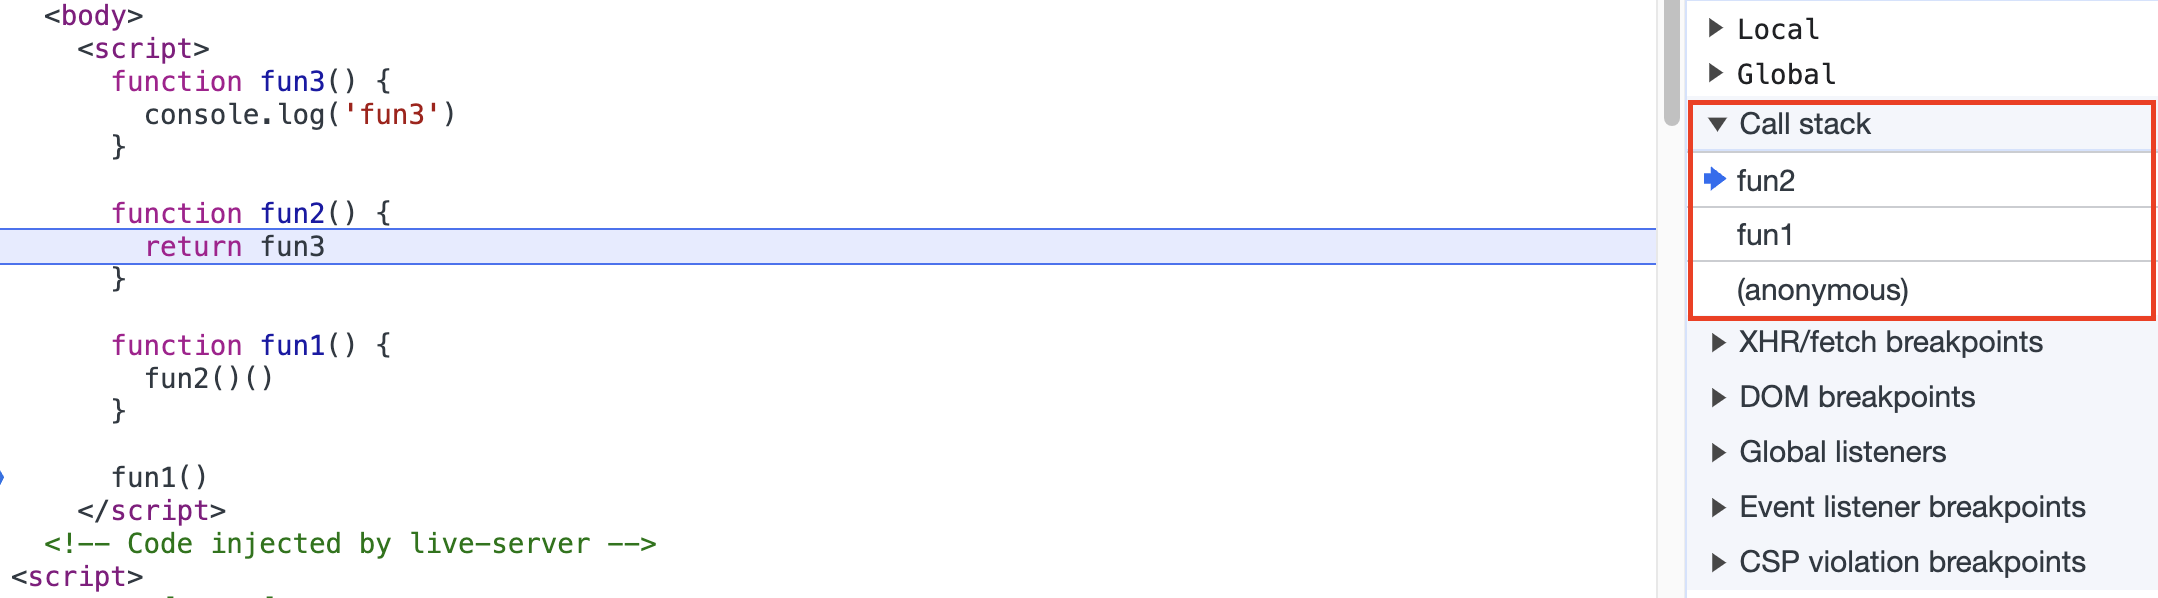 <body>
<script>
function fun3() {
console.log('fun3')
}
function fun2() {
return fun3
}
function fun1() {
fun2()()
}
fun1()
</script>
<!-- Code injected by live-server -->
<script>
Local
Global
Call stack
fun2
fun1
(anonymous)
XHR/fetch breakpoints
DOM breakpoints
Global listeners
Event listener breakpoints
CSP violation breakpoints